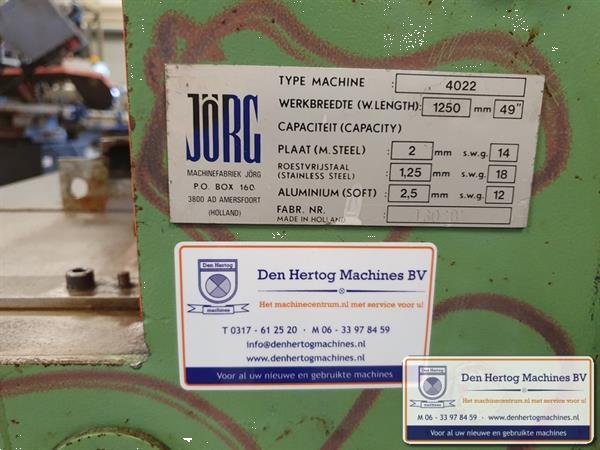 JÖRG
MACHINEFABRIEK JÖRG
P.O. BOX 160
3800 AD AMERSFOORT
(HOLLAND)
TYPE MACHINE : 4022
WERKBREEDTE (W.LENGTH): 1250 mm 49"
CAPACITEIT (CAPACITY)
PLAAT (M. STEEL) : 2 mm s.w.g. 14
ROESTVRIJSTAAL
(STAINLESS STEEL) : 1,25 mm s.w.g. 18
ALUMINIUM (SOFT) : 2,5 mm s.w.g. 12
FABR. NR. :
MADE IN HOLLAND
Den Hertog
machines
Den Hertog Machines BV
Het machinecentrum.nl met service voor u!
T 0317 - 61 25 20 · M 06 - 33 97 84 59
info@denhertogmachines.nl
www.denhertogmachines.nl
Voor al uw nieuwe en gebruikte machines
Den Hertog Machines BV
Het machinecentrum.nl met service voor u!
M 06 - 33 97 84 59 · www.denhertogmachines.nl
Voor al uw nieuwe en gebruikte machines